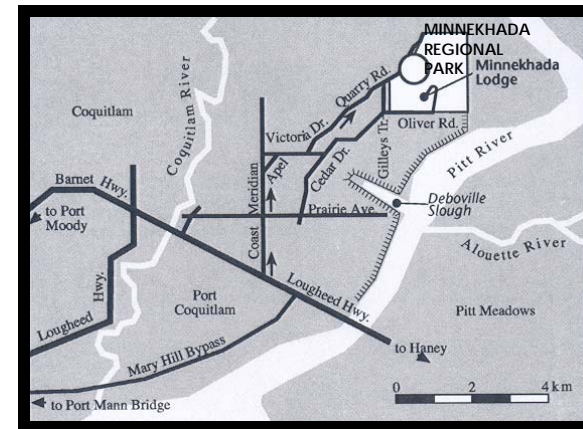 MINNEKHADA
REGIONAL
PARK
Minnekhada
Lodge
Quarry Rd.
Coquitlam River
Coquitlam
Victoria Dr.
Oliver Rd.
Gilleys Tr.
Pitt River
Apel
Cedar Dr.
Barnet Hwy.
Meridian
Coast
Deboville
Slough
Prairie Ave.
to Port
Moody
Alouette River
Lougheed Hwy.
Port
Coquitlam
Lougheed Hwy.
Pitt Meadows
Mary Hill Bypass
to Haney
0 2 4 km
to Port Mann Bridge